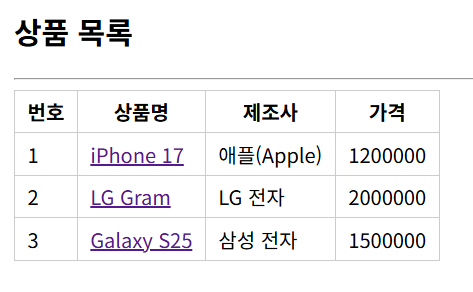 상품 목록
번호 상품명 제조사 가격
1 iPhone 17 애플(Apple) 1200000
2 LG Gram LG 전자 2000000
3 Galaxy S25 삼성 전자 1500000